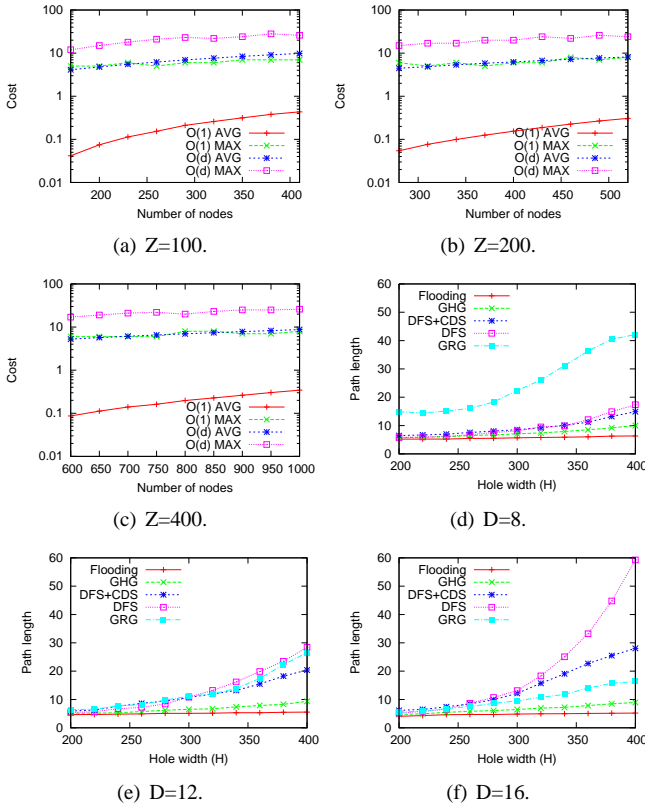 100
10
1
0.1
0.01
Cost
O(1) AVG
O(1) MAX
O(d) AVG
O(d) MAX
200 250 300 350 400
Number of nodes
(a) Z=100.
100
10
1
0.1
0.01
Cost
O(1) AVG
O(1) MAX
O(d) AVG
O(d) MAX
300 350 400 450 500
Number of nodes
(b) Z=200.
100
10
1
0.1
0.01
Cost
O(1) AVG
O(1) MAX
O(d) AVG
O(d) MAX
600 650 700 750 800 850 900 950 1000
Number of nodes
(c) Z=400.
60
50
40
30
20
10
0
Path length
Flooding
GHG
DFS+CDS
DFS
GRG
200 250 300 350 400
Hole width (H)
(d) D=8.
60
50
40
30
20
10
0
Path length
Flooding
GHG
DFS+CDS
DFS
GRG
200 250 300 350 400
Hole width (H)
(e) D=12.
60
50
40
30
20
10
0
Path length
Flooding
GHG
DFS+CDS
DFS
GRG
200 250 300 350 400
Hole width (H)
(f) D=16.